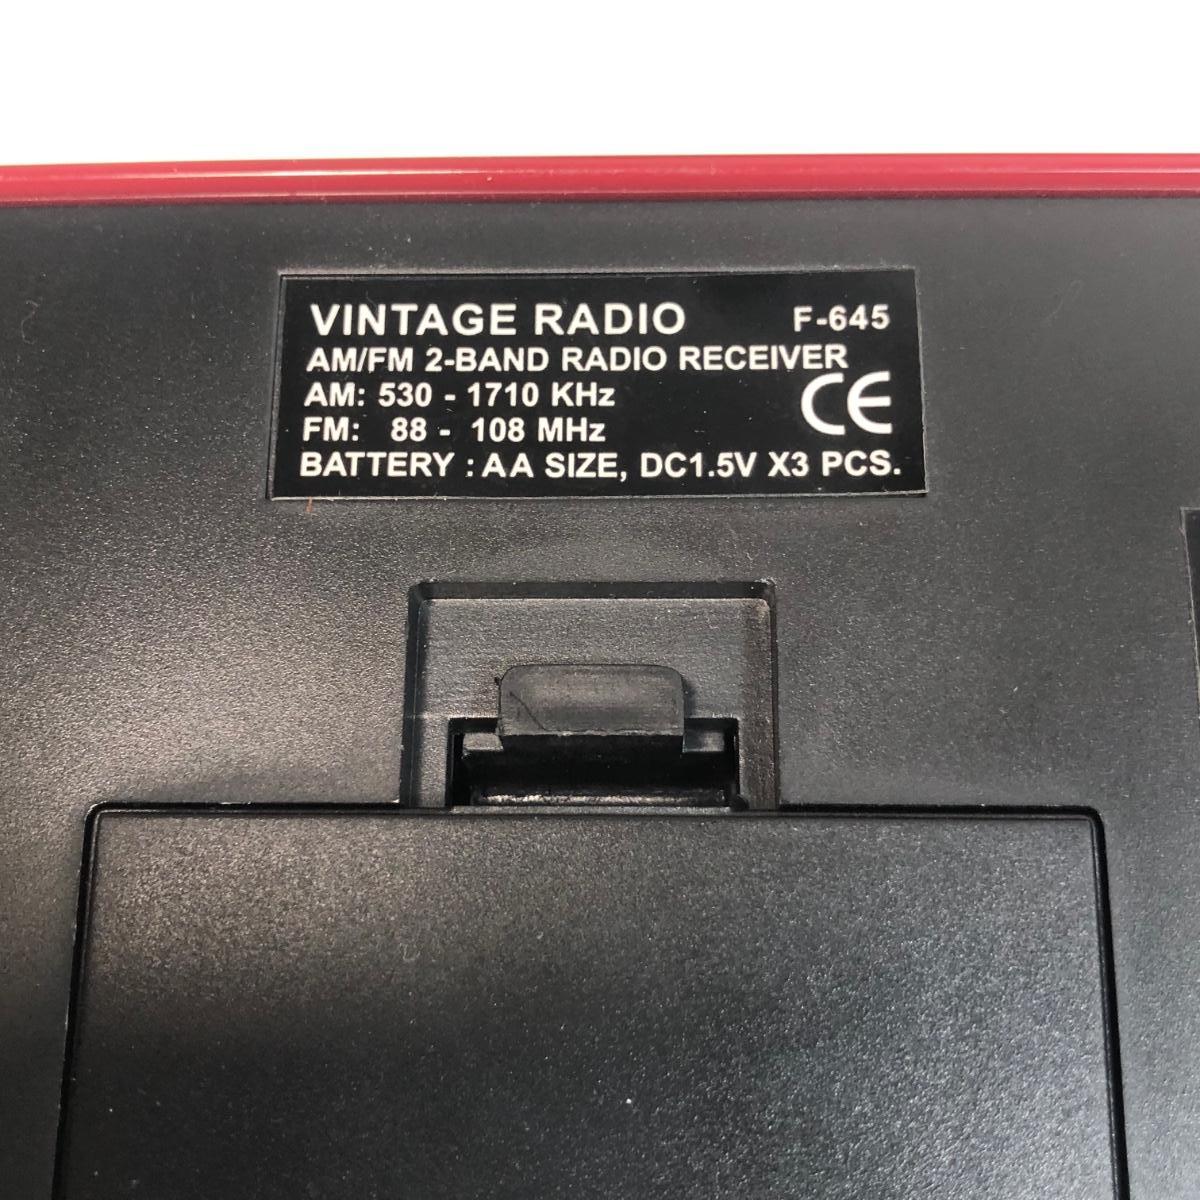 VINTAGE RADIO F-645
AM/FM 2-BAND RADIO RECEIVER
AM: 530 - 1710 KHz
CE
FM: 88 - 108 MHz
BATTERY : AA SIZE, DC1.5V X3 PCS.